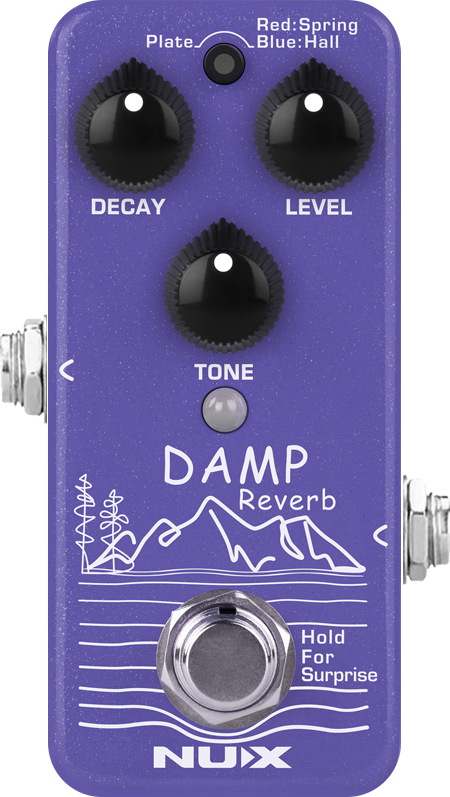 Red:Spring
Plate Blue:Hall
DECAY LEVEL
TONE
DAMP
Reverb
Hold
For
Surprise
NUX